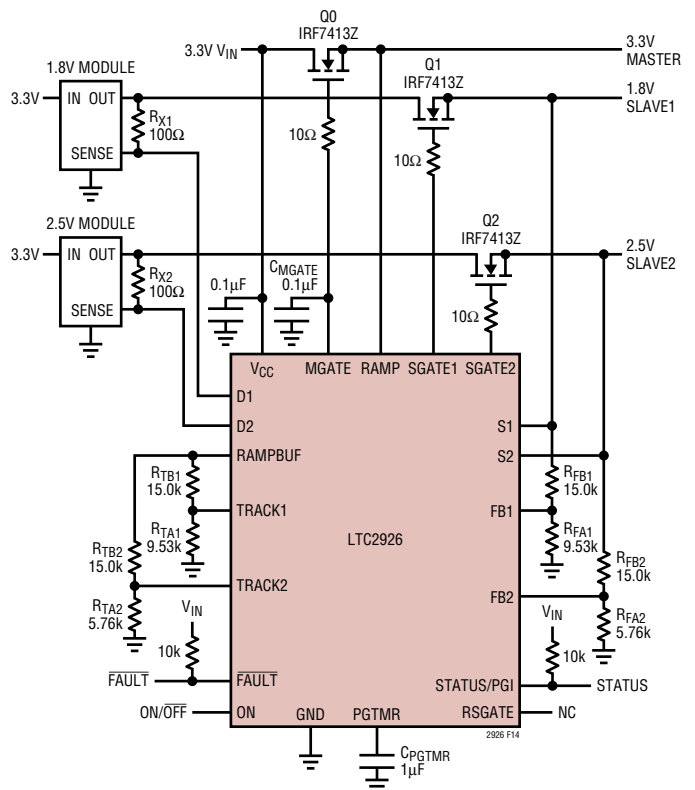 Q0
IRF7413Z
3.3V VIN
3.3V
MASTER
Q1
IRF7413Z
1.8V
SLAVE1
1.8V MODULE
3.3V
IN OUT
SENSE
RX1
100Ω
10Ω
10Ω
Q2
IRF7413Z
2.5V
SLAVE2
2.5V MODULE
3.3V
IN OUT
SENSE
RX2
100Ω
0.1µF
CMGATE
0.1µF
10Ω
VCC
MGATE
RAMP
SGATE1
SGATE2
D1
D2
RAMPBUF
TRACK1
TRACK2
FAULT
ON
GND
PGTMR
LTC2926
S1
S2
FB1
FB2
STATUS/PGI
RSGATE
RTB1
15.0k
RTA1
9.53k
RTB2
15.0k
RTA2
5.76k
VIN
10k
FAULT
ON/OFF
RFB1
15.0k
RFA1
9.53k
RFB2
15.0k
RFA2
5.76k
VIN
10k
STATUS
NC
2926 F14
CPGTMR
1µF